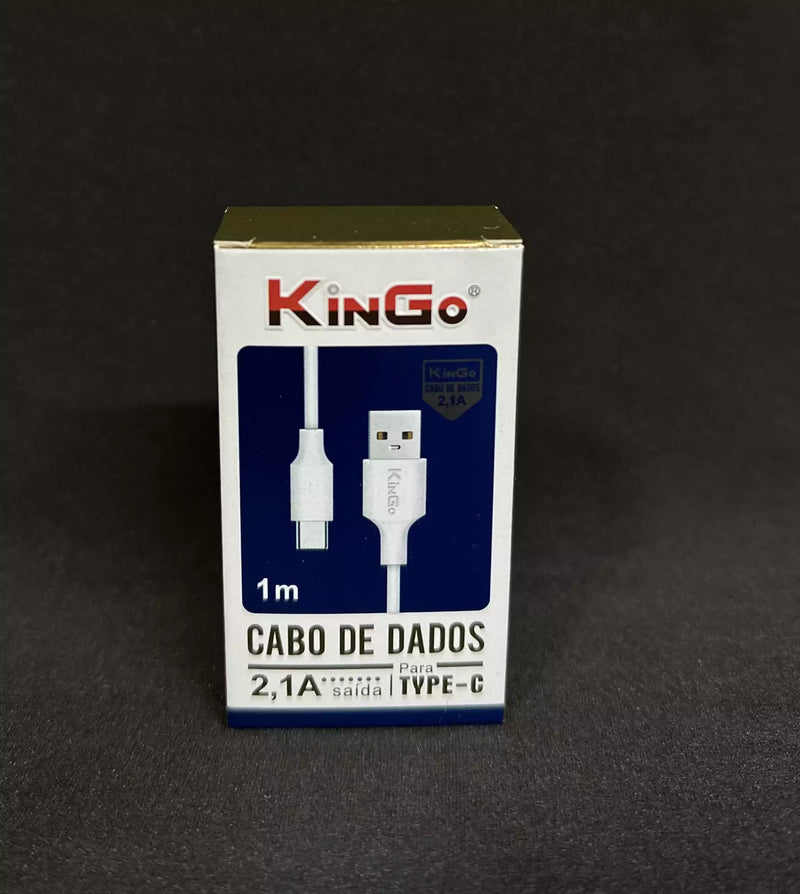 KinGo®
KinGo
CABO DE DADOS
2,1A
KinGo
1m
CABO DE DADOS
2,1A saída | Para TYPE-C